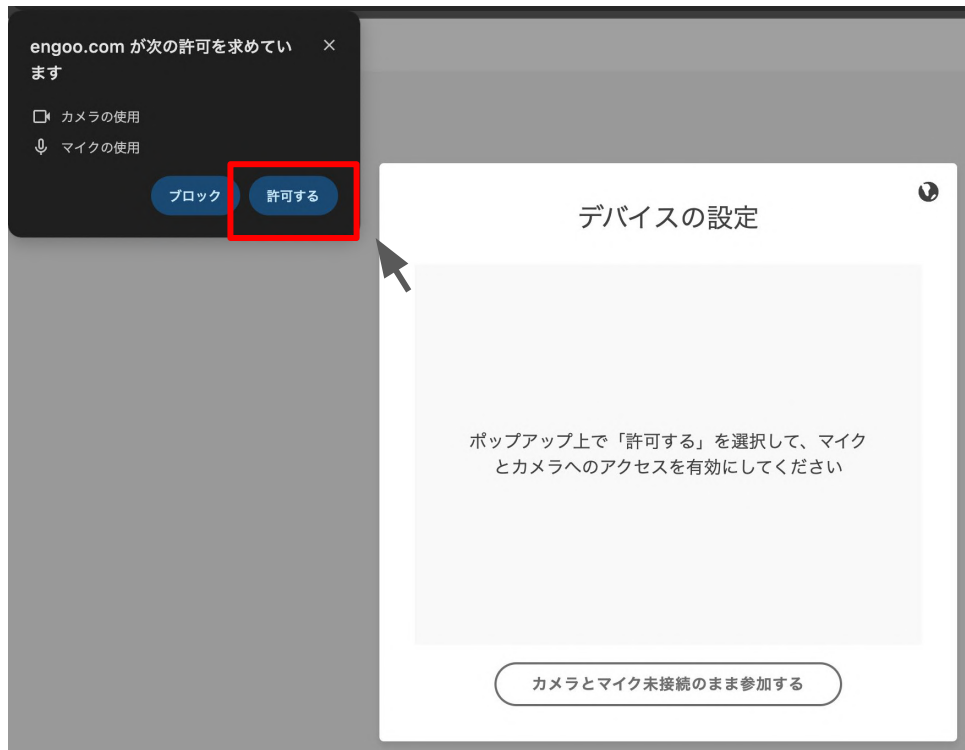 engoo.com が次の許可を求めてい
ます
カメラの使用
マイクの使用
ブロック
許可する
デバイスの設定
ポップアップ上で「許可する」を選択して、マイク
とカメラへのアクセスを有効にしてください
カメラとマイク未接続のまま参加する